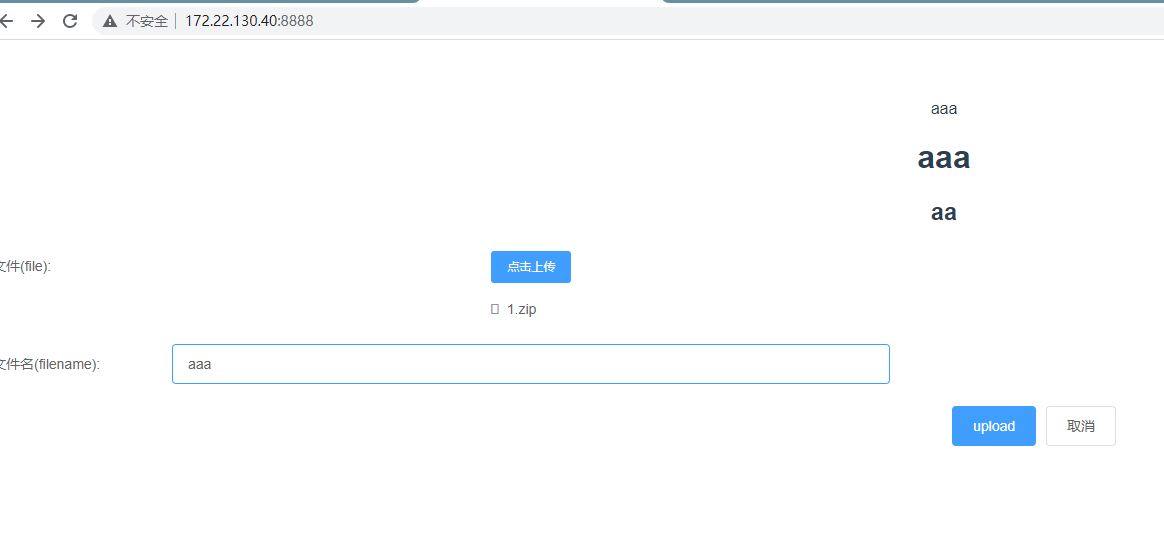 不安全 172.22.130.40:8888
aaa
aaa
aa
文件(file):
点击上传
1.zip
文件名(filename):
aaa
upload
取消